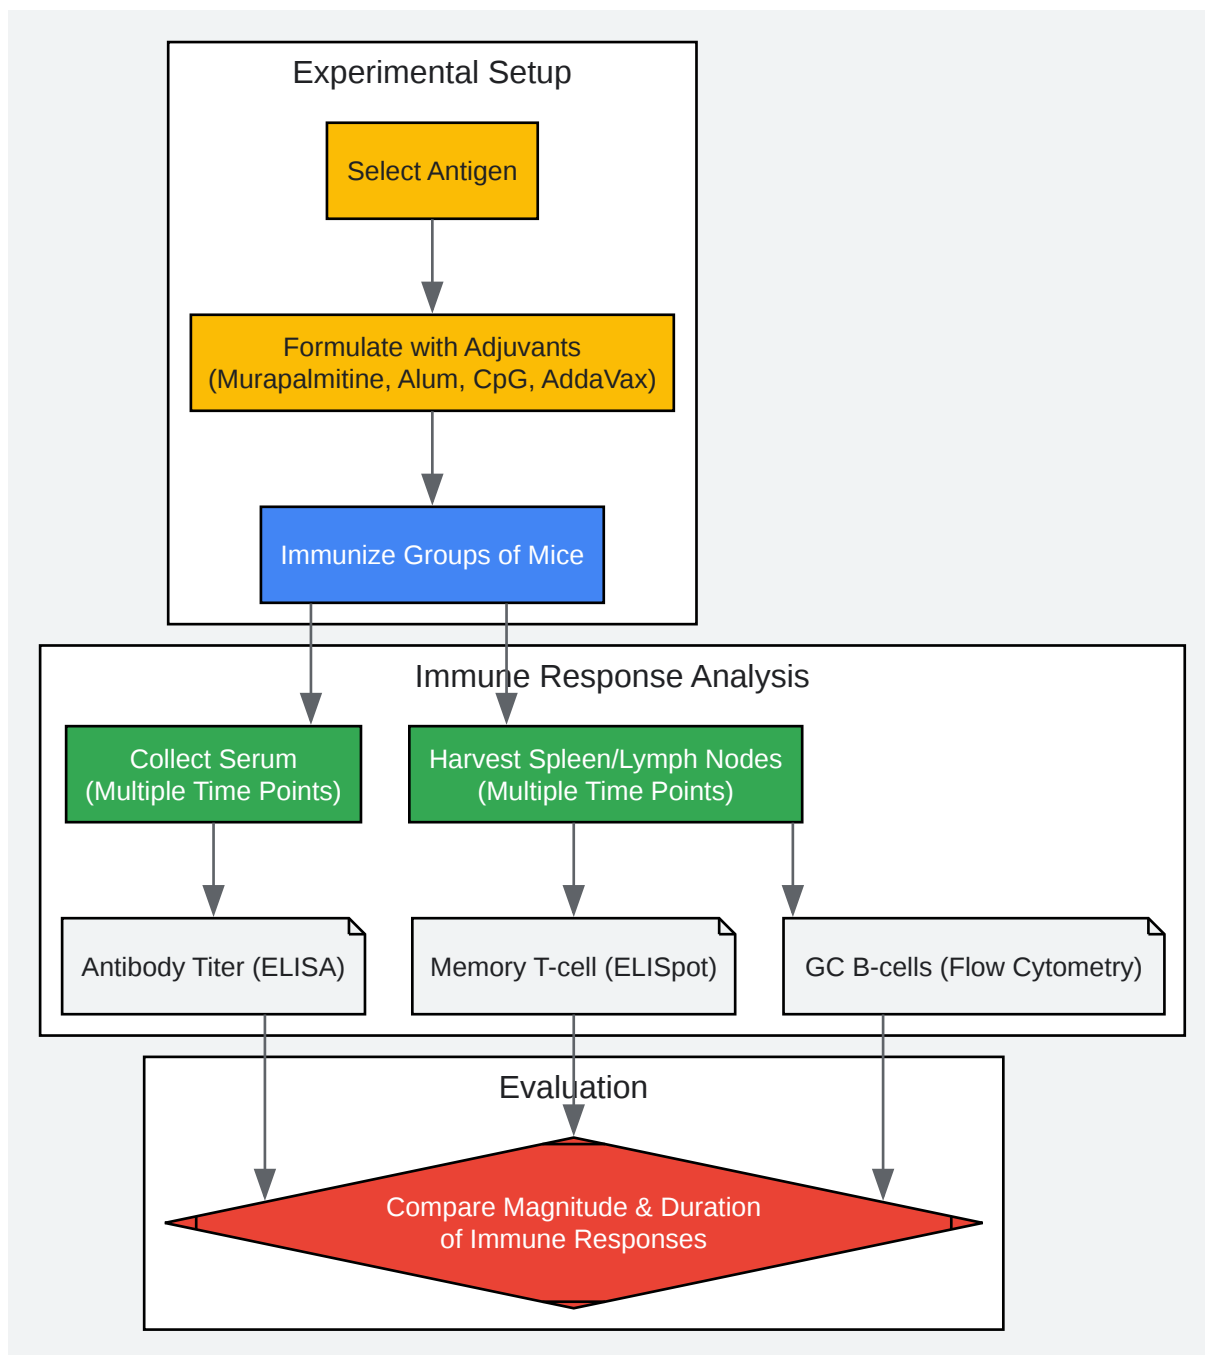 Experimental Setup
Select Antigen
Formulate with Adjuvants
(Murapalmitine, Alum, CpG, AddaVax)
Immunize Groups of Mice
Immune Response Analysis
Collect Serum
(Multiple Time Points)
Harvest Spleen/Lymph Nodes
(Multiple Time Points)
Antibody Titer (ELISA)
Memory T-cell (ELISpot)
GC B-cells (Flow Cytometry)
Evaluation
Compare Magnitude & Duration
of Immune Responses